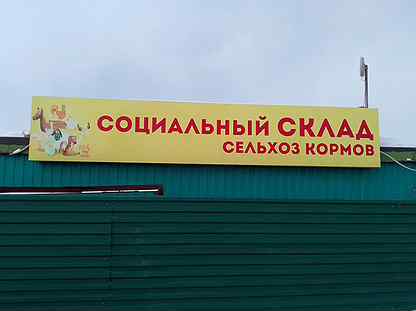 СОЦИАЛЬНЫЙ СКЛАД
СЕЛЬХОЗ КОРМОВ